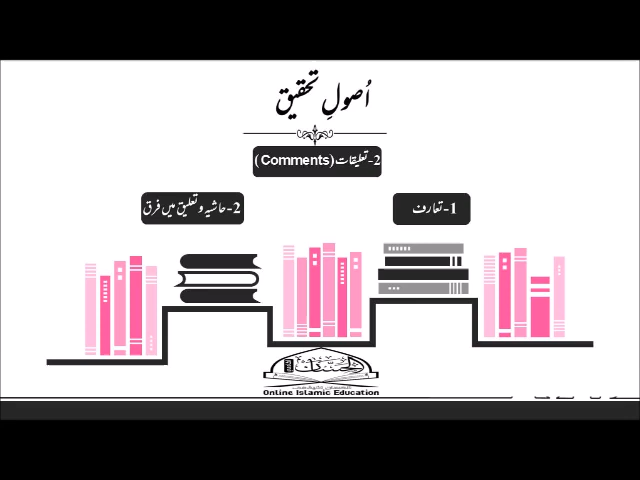 اُصولِ تحقیق
2-تعلیقات (Comments)
1-تعارف
2-حاشیہ و تعلیق میں فرق
Online Islamic Education